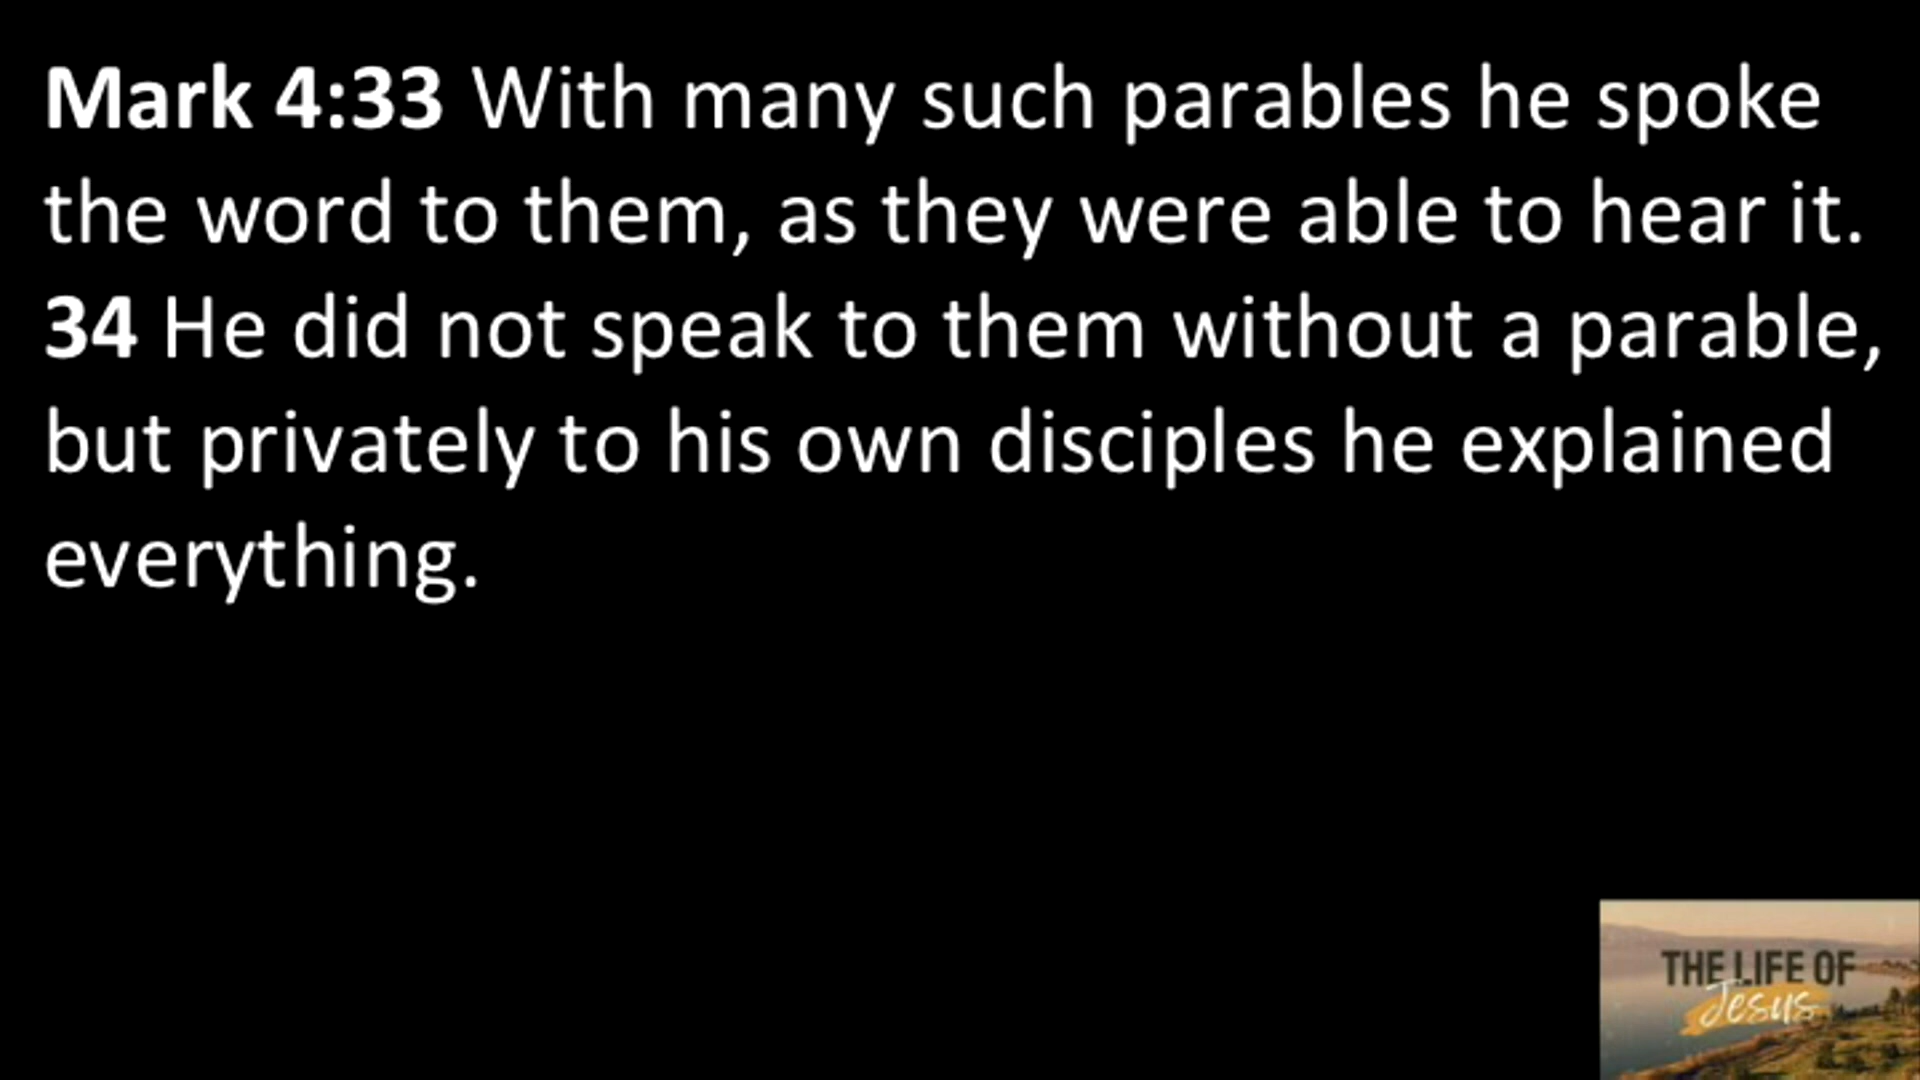 Mark 4:33 With many such parables he spoke
the word to them, as they were able to hear it.
34 He did not speak to them without a parable,
but privately to his own disciples he explained
everything.
THE LIFE OF
Jesus